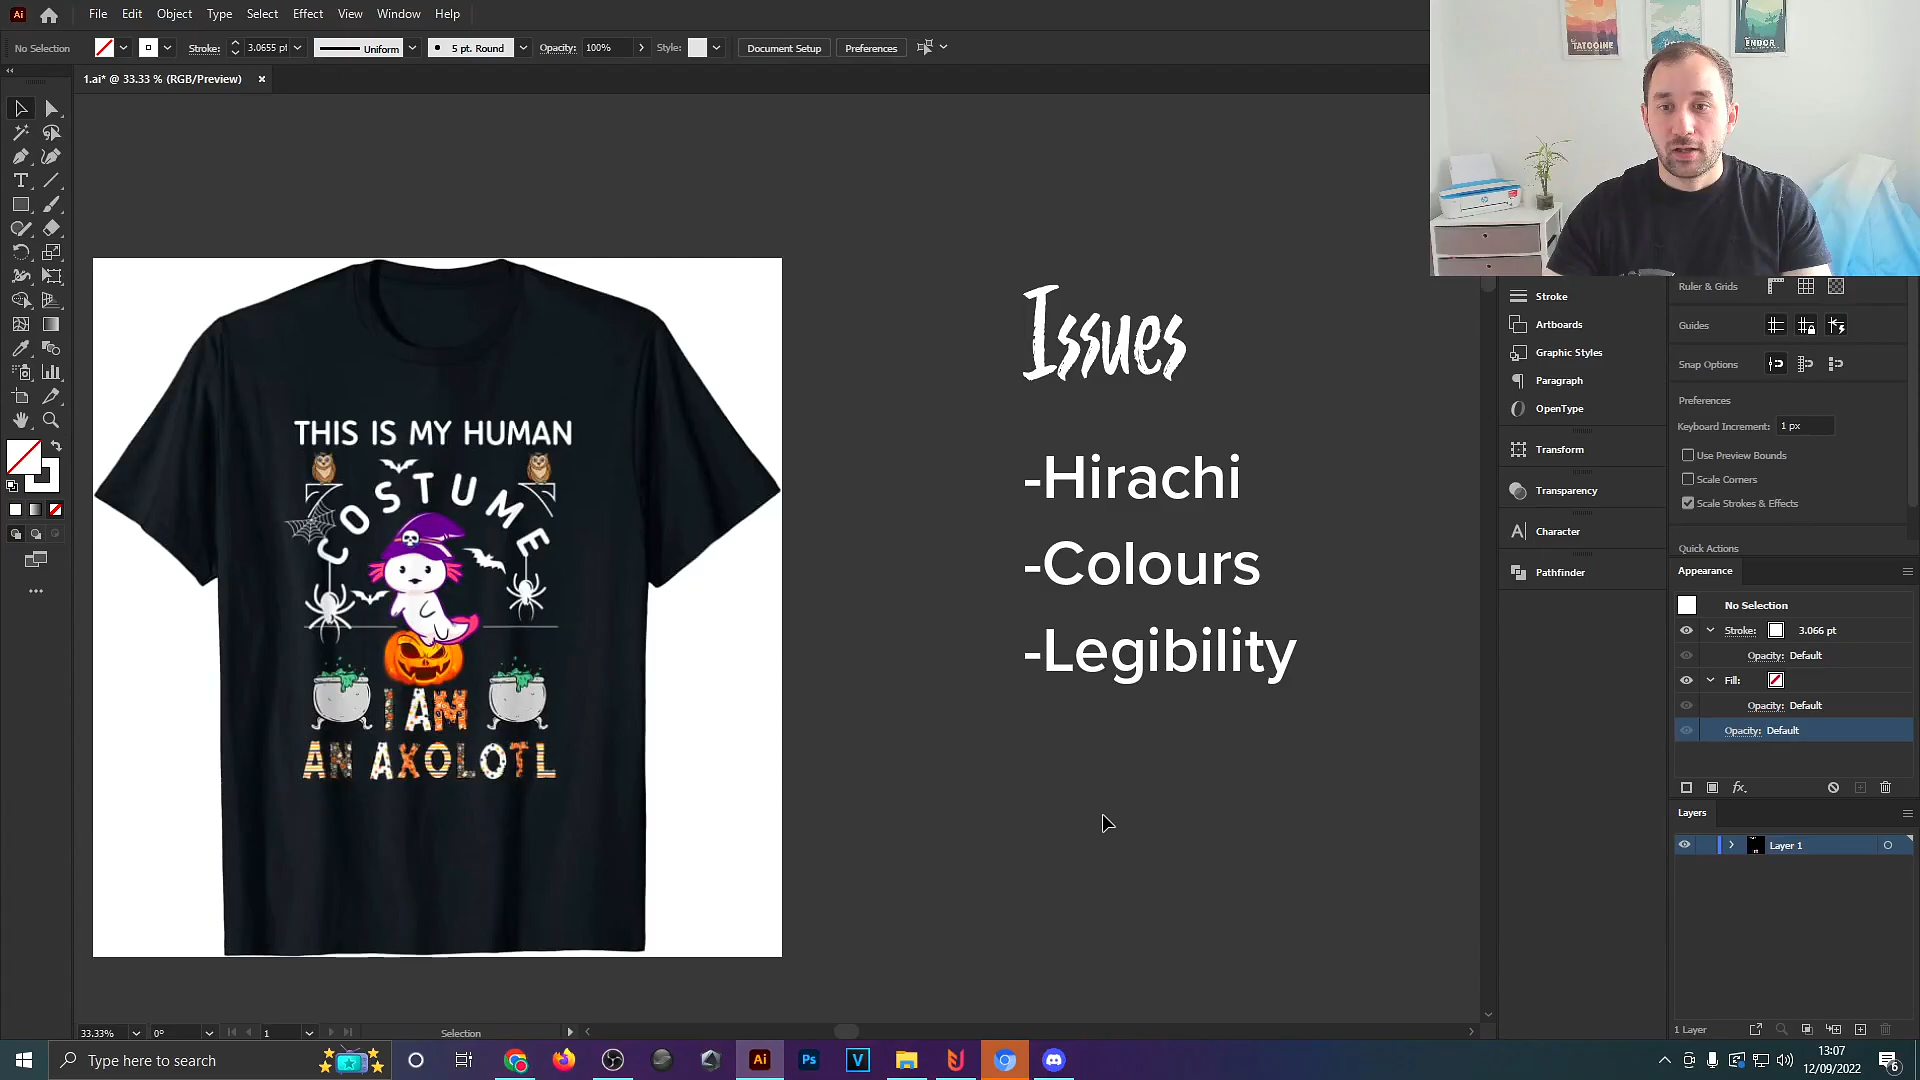 File Edit Object Type Select Effect View Window Help
No Selection Stroke: 3.0655 pt Uniform 5 pt. Round Opacity: 100% Style: Document Setup Preferences
1.ai* @ 33.33 % (RGB/Preview)
TATOOINE
ENDOR
THIS IS MY HUMAN
COSTUME
I AM
AN AXOLOTL
Issues
-Hirachi
-Colours
-Legibility
Stroke
Artboards
Graphic Styles
Paragraph
OpenType
Transform
Transparency
Character
Pathfinder
Ruler & Grids
Guides
Snap Options
Preferences
Keyboard Increment: 1 px
Use Preview Bounds
Scale Corners
Scale Strokes & Effects
Quick Actions
Appearance
No Selection
Stroke: 3.066 pt
Opacity: Default
Fill:
Opacity: Default
Opacity: Default
Layers
Layer 1
1 Layer
33.33% 0° 1 Selection
Type here to search
Ai Ps V
13:07
12/09/2022
6